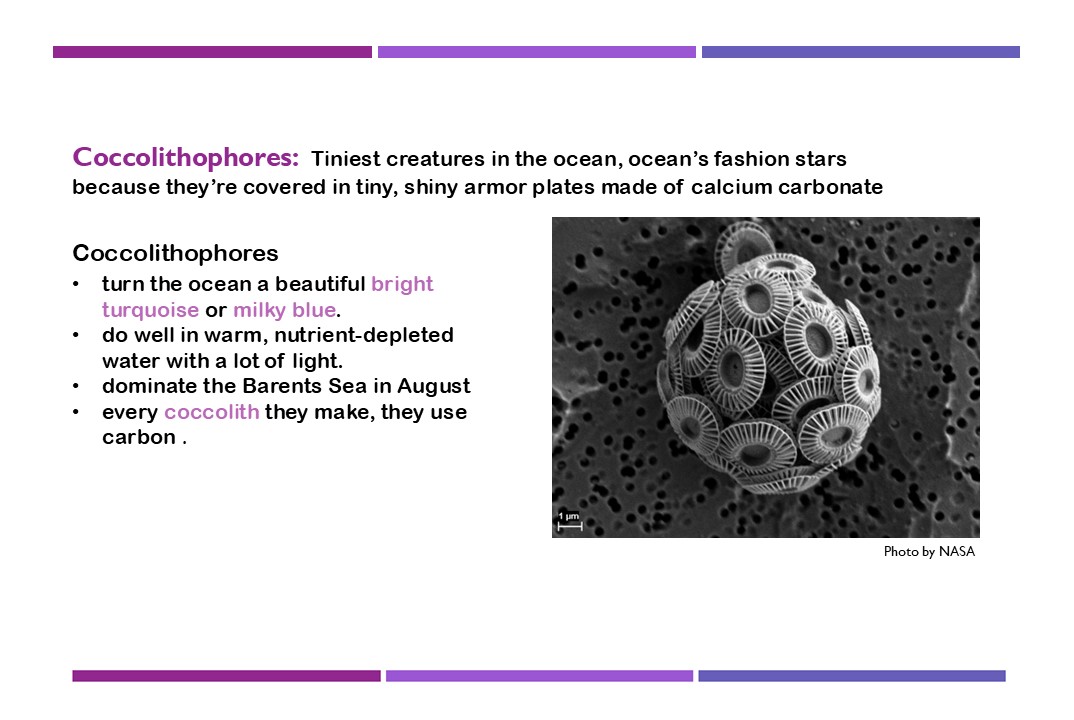 Coccolithophores: Tiniest creatures in the ocean, ocean’s fashion stars
because they’re covered in tiny, shiny armor plates made of calcium carbonate
Coccolithophores
• turn the ocean a beautiful bright
turquoise or milky blue.
• do well in warm, nutrient-depleted
water with a lot of light.
• dominate the Barents Sea in August
• every coccolith they make, they use
carbon .
1 µm
Photo by NASA